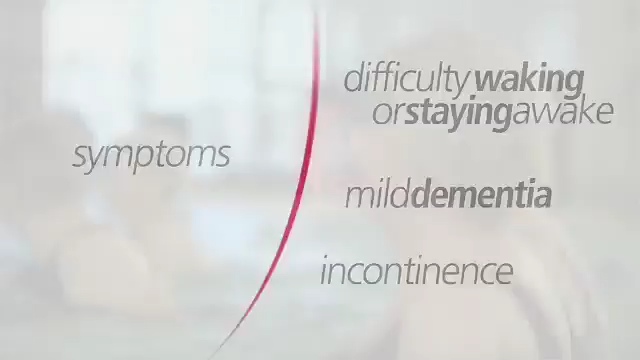 symptoms
difficulty waking
or staying awake
mild dementia
incontinence